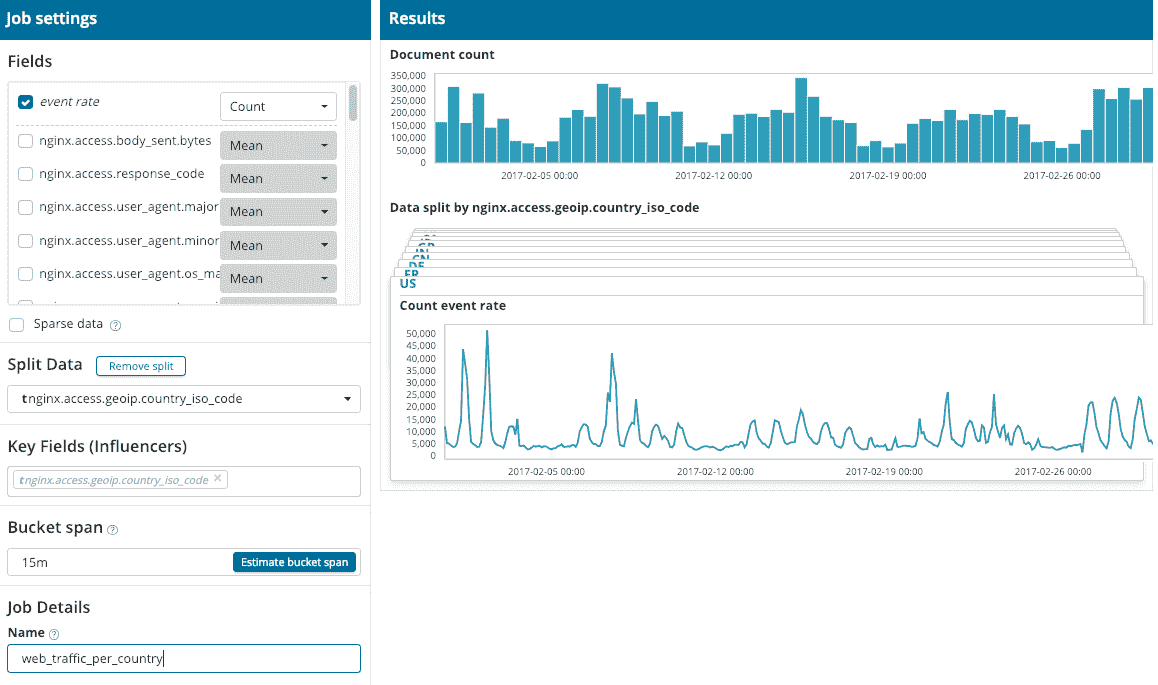 Job settings
Fields
event rate
Count
nginx.access.body_sent.bytes
Mean
nginx.access.response_code
Mean
nginx.access.user_agent.major
Mean
nginx.access.user_agent.minor
Mean
nginx.access.user_agent.os_ma
Mean
Sparse data
Split Data
Remove split
t nginx.access.geoip.country_iso_code
Key Fields (Influencers)
t nginx.access.geoip.country_iso_code ×
Bucket span
15m
Estimate bucket span
Job Details
Name
web_traffic_per_country
Results
Document count
350,000
300,000
250,000
200,000
150,000
100,000
50,000
0
2017-02-05 00:00
2017-02-12 00:00
2017-02-19 00:00
2017-02-26 00:00
Data split by nginx.access.geoip.country_iso_code
GB
IN
CN
DE
FR
US
Count event rate
50,000
45,000
40,000
35,000
30,000
25,000
20,000
15,000
10,000
5,000
0
2017-02-05 00:00
2017-02-12 00:00
2017-02-19 00:00
2017-02-26 00:00